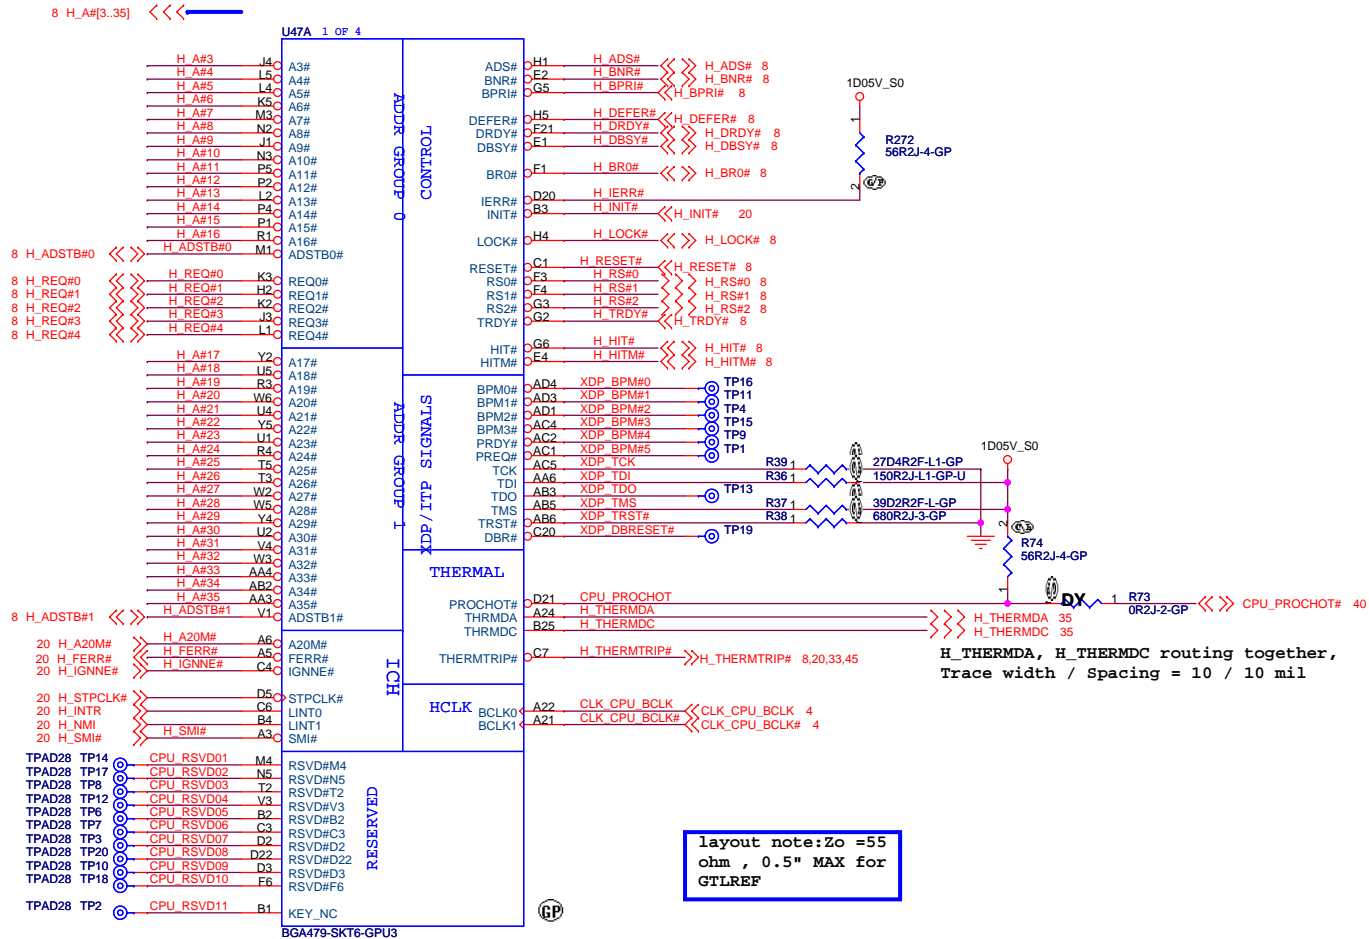 8 H_A#[3..35]
U47A 1 OF 4
H_A#3 J4 A3#
H_A#4 L5 A4#
H_A#5 L4 A5#
H_A#6 K5 A6#
H_A#7 M3 A7#
H_A#8 N2 A8#
H_A#9 J1 A9#
H_A#10 N3 A10#
H_A#11 P5 A11#
H_A#12 P2 A12#
H_A#13 L2 A13#
H_A#14 P4 A14#
H_A#15 P1 A15#
H_A#16 R1 A16#
8 H_ADSTB#0 H_ADSTB#0 M1 ADSTB0#
8 H_REQ#0 H_REQ#0 K3 REQ0#
8 H_REQ#1 H_REQ#1 H2 REQ1#
8 H_REQ#2 H_REQ#2 K2 REQ2#
8 H_REQ#3 H_REQ#3 J3 REQ3#
8 H_REQ#4 H_REQ#4 L1 REQ4#
ADDR GROUP 0
H_A#17 Y2 A17#
H_A#18 U5 A18#
H_A#19 R3 A19#
H_A#20 W6 A20#
H_A#21 U4 A21#
H_A#22 Y5 A22#
H_A#23 U1 A23#
H_A#24 R4 A24#
H_A#25 T5 A25#
H_A#26 T3 A26#
H_A#27 W2 A27#
H_A#28 W5 A28#
H_A#29 Y4 A29#
H_A#30 U2 A30#
H_A#31 V4 A31#
H_A#32 W3 A32#
H_A#33 AA4 A33#
H_A#34 AB2 A34#
H_A#35 AA3 A35#
8 H_ADSTB#1 H_ADSTB#1 V1 ADSTB1#
ADDR GROUP 1
20 H_A20M# H_A20M# A6 A20M#
20 H_FERR# H_FERR# A5 FERR#
20 H_IGNNE# H_IGNNE# C4 IGNNE#
20 H_STPCLK# D5 STPCLK#
20 H_INTR C6 LINT0
20 H_NMI B4 LINT1
20 H_SMI# H_SMI# A3 SMI#
ICH
TPAD28 TP14 CPU_RSVD01 M4 RSVD#M4
TPAD28 TP17 CPU_RSVD02 N5 RSVD#N5
TPAD28 TP8 CPU_RSVD03 T2 RSVD#T2
TPAD28 TP12 CPU_RSVD04 V3 RSVD#V3
TPAD28 TP6 CPU_RSVD05 B2 RSVD#B2
TPAD28 TP7 CPU_RSVD06 C3 RSVD#C3
TPAD28 TP3 CPU_RSVD07 D2 RSVD#D2
TPAD28 TP20 CPU_RSVD08 D22 RSVD#D22
TPAD28 TP10 CPU_RSVD09 D3 RSVD#D3
TPAD28 TP18 CPU_RSVD10 F6 RSVD#F6
TPAD28 TP2 CPU_RSVD11 B1 KEY_NC
RESERVED
BGA479-SKT6-GPU3
CONTROL
ADS# H1 H_ADS# H_ADS# 8
BNR# E2 H_BNR# H_BNR# 8
BPRI# G5 H_BPRI# H_BPRI# 8
DEFER# H5 H_DEFER# H_DEFER# 8
DRDY# F21 H_DRDY# H_DRDY# 8
DBSY# E1 H_DBSY# H_DBSY# 8
BR0# F1 H_BR0# H_BR0# 8
IERR# D20 H_IERR#
INIT# B3 H_INIT# H_INIT# 20
LOCK# H4 H_LOCK# H_LOCK# 8
RESET# C1 H_RESET# H_RESET# 8
RS0# F3 H_RS#0 H_RS#0 8
RS1# F4 H_RS#1 H_RS#1 8
RS2# G3 H_RS#2 H_RS#2 8
TRDY# G2 H_TRDY# H_TRDY# 8
HIT# G6 H_HIT# H_HIT# 8
HITM# E4 H_HITM# H_HITM# 8
1D05V_S0
1
R272
56R2J-4-GP
2
XDP/ITP SIGNALS
BPM0# AD4 XDP_BPM#0 TP16
BPM1# AD3 XDP_BPM#1 TP11
BPM2# AD1 XDP_BPM#2 TP4
BPM3# AC4 XDP_BPM#3 TP15
PRDY# AC2 XDP_BPM#4 TP9
PREQ# AC1 XDP_BPM#5 TP1
TCK AC5 XDP_TCK R39 1 27D4R2F-L1-GP
TDI AA6 XDP_TDI R36 1 150R2J-L1-GP-U
TDO AB3 XDP_TDO TP13
TMS AB5 XDP_TMS R37 1 39D2R2F-L-GP
TRST# AB6 XDP_TRST# R38 1 680R2J-3-GP
DBR# C20 XDP_DBRESET# TP19
1D05V_S0
2
R74
56R2J-4-GP
1
THERMAL
PROCHOT# D21 CPU_PROCHOT DY 1 R73 0R2J-2-GP CPU_PROCHOT# 40
THRMDA A24 H_THERMDA H_THERMDA 35
THRMDC B25 H_THERMDC H_THERMDC 35
THERMTRIP# C7 H_THERMTRIP# H_THERMTRIP# 8,20,33,45
H_THERMDA, H_THERMDC routing together,
Trace width / Spacing = 10 / 10 mil
HCLK
BCLK0 A22 CLK_CPU_BCLK CLK_CPU_BCLK 4
BCLK1 A21 CLK_CPU_BCLK# CLK_CPU_BCLK# 4
layout note:Zo =55
ohm , 0.5" MAX for
GTLREF
GP